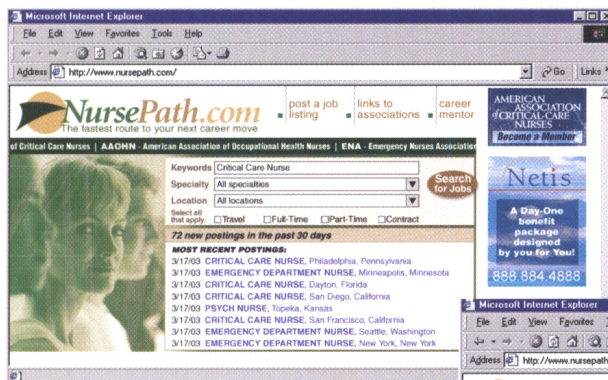 Microsoft Internet Explorer
File Edit View Favorites Tools Help
Address http://www.nursepath.com/ Go Links
NursePath.com
The fastest route to your next career move
post a job listing
links to associations
career mentor
of Critical Care Nurses | AAOHN - American Association of Occupational Health Nurses | ENA - Emergency Nurses Association
Keywords Critical Care Nurse
Specialty All specialties
Location All locations
Search for Jobs
Select all that apply: Travel Full-Time Part-Time Contract
72 new postings in the past 30 days
MOST RECENT POSTINGS:
3/17/03 CRITICAL CARE NURSE, Philadelphia, Pennsylvania
3/17/03 EMERGENCY DEPARTMENT NURSE, Minneapolis, Minnesota
3/17/03 CRITICAL CARE NURSE, Dayton, Florida
3/17/03 CRITICAL CARE NURSE, San Diego, California
3/17/03 PSYCH NURSE, Topeka, Kansas
3/17/03 CRITICAL CARE NURSE, San Francisco, California
3/17/03 EMERGENCY DEPARTMENT NURSE, Seattle, Washington
3/17/03 EMERGENCY DEPARTMENT NURSE, New York, New York
AMERICAN
ASSOCIATION
of CRITICAL-CARE
NURSES
Become a Member
Netis
A Day-One
benefit
package
designed
by you for You!
888.884.4888
Microsoft Internet Explorer
File Edit View Favorites
Address http://www.nursepath